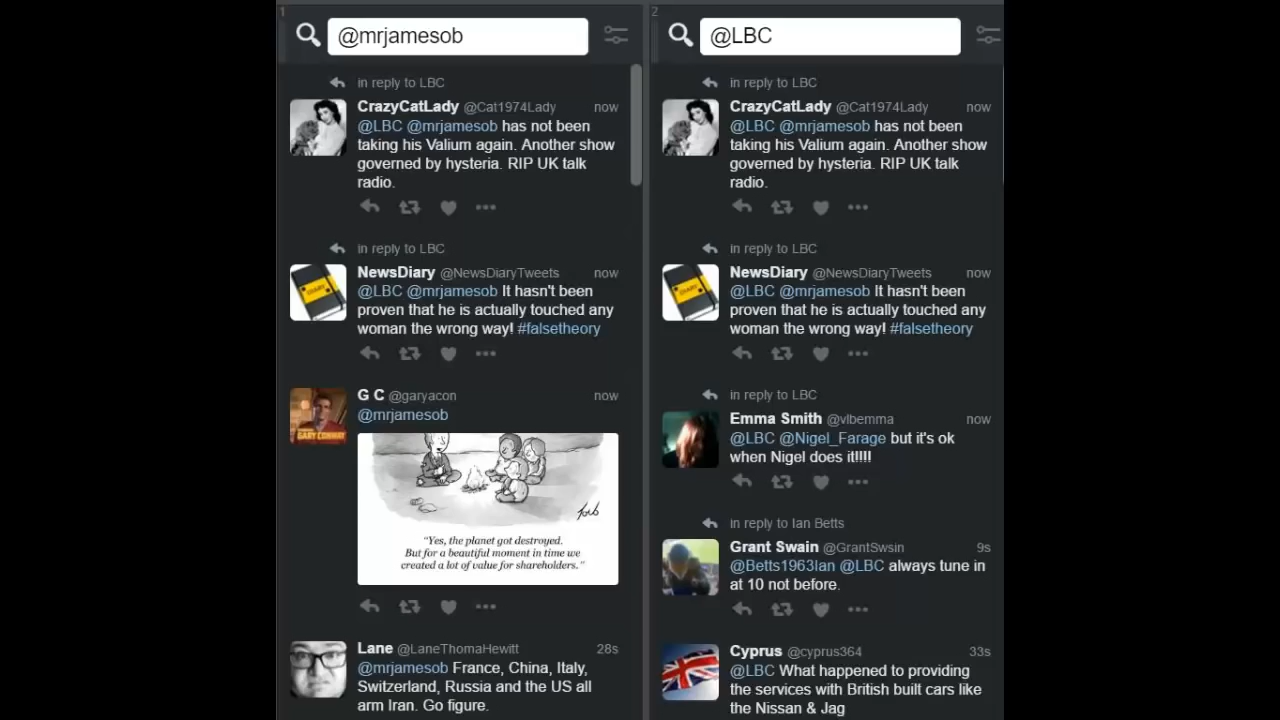 1
@mrjamesob
in reply to LBC
CrazyCatLady @Cat1974Lady now
@LBC @mrjamesob has not been
taking his Valium again. Another show
governed by hysteria. RIP UK talk
radio.
in reply to LBC
NewsDiary @NewsDiaryTweets now
@LBC @mrjamesob It hasn't been
proven that he is actually touched any
woman the wrong way! #falsetheory
DIARY
G C @garyacon now
@mrjamesob
GARY CONWAY
"Yes, the planet got destroyed.
But for a beautiful moment in time we
created a lot of value for shareholders."
Lane @LaneThomaHewitt 28s
@mrjamesob France, China, Italy,
Switzerland, Russia and the US all
arm Iran. Go figure.
2
@LBC
in reply to LBC
CrazyCatLady @Cat1974Lady now
@LBC @mrjamesob has not been
taking his Valium again. Another show
governed by hysteria. RIP UK talk
radio.
in reply to LBC
NewsDiary @NewsDiaryTweets now
@LBC @mrjamesob It hasn't been
proven that he is actually touched any
woman the wrong way! #falsetheory
DIARY
in reply to LBC
Emma Smith @vlbemma now
@LBC @Nigel_Farage but it's ok
when Nigel does it!!!!
in reply to Ian Betts
Grant Swain @GrantSwsin 9s
@Betts1963Ian @LBC always tune in
at 10 not before.
Cyprus @cyprus364 33s
@LBC What happened to providing
the services with British built cars like
the Nissan & Jag